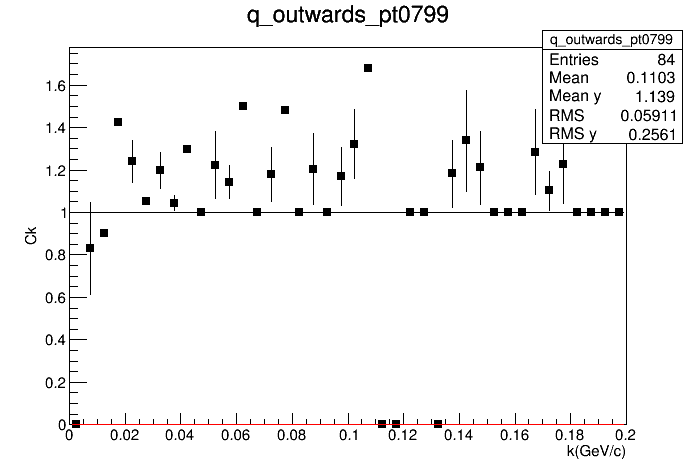 q_outwards_pt0799
q_outwards_pt0799
Entries 84
Mean 0.1103
Mean y 1.139
RMS 0.05911
RMS y 0.2561
Ck
1.6
1.4
1.2
1
0.8
0.6
0.4
0.2
0
0 0.02 0.04 0.06 0.08 0.1 0.12 0.14 0.16 0.18 0.2
k(GeV/c)